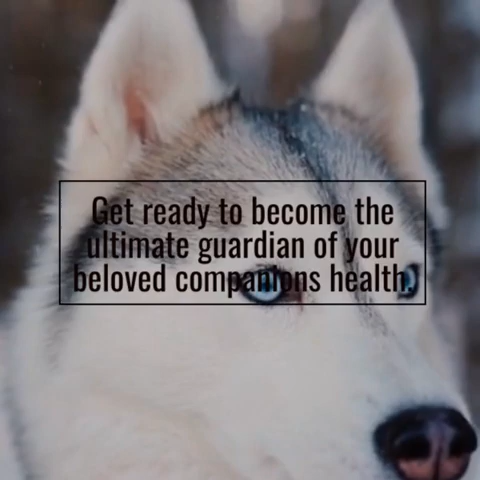 Get ready to become the
ultimate guardian of your
beloved companions health.